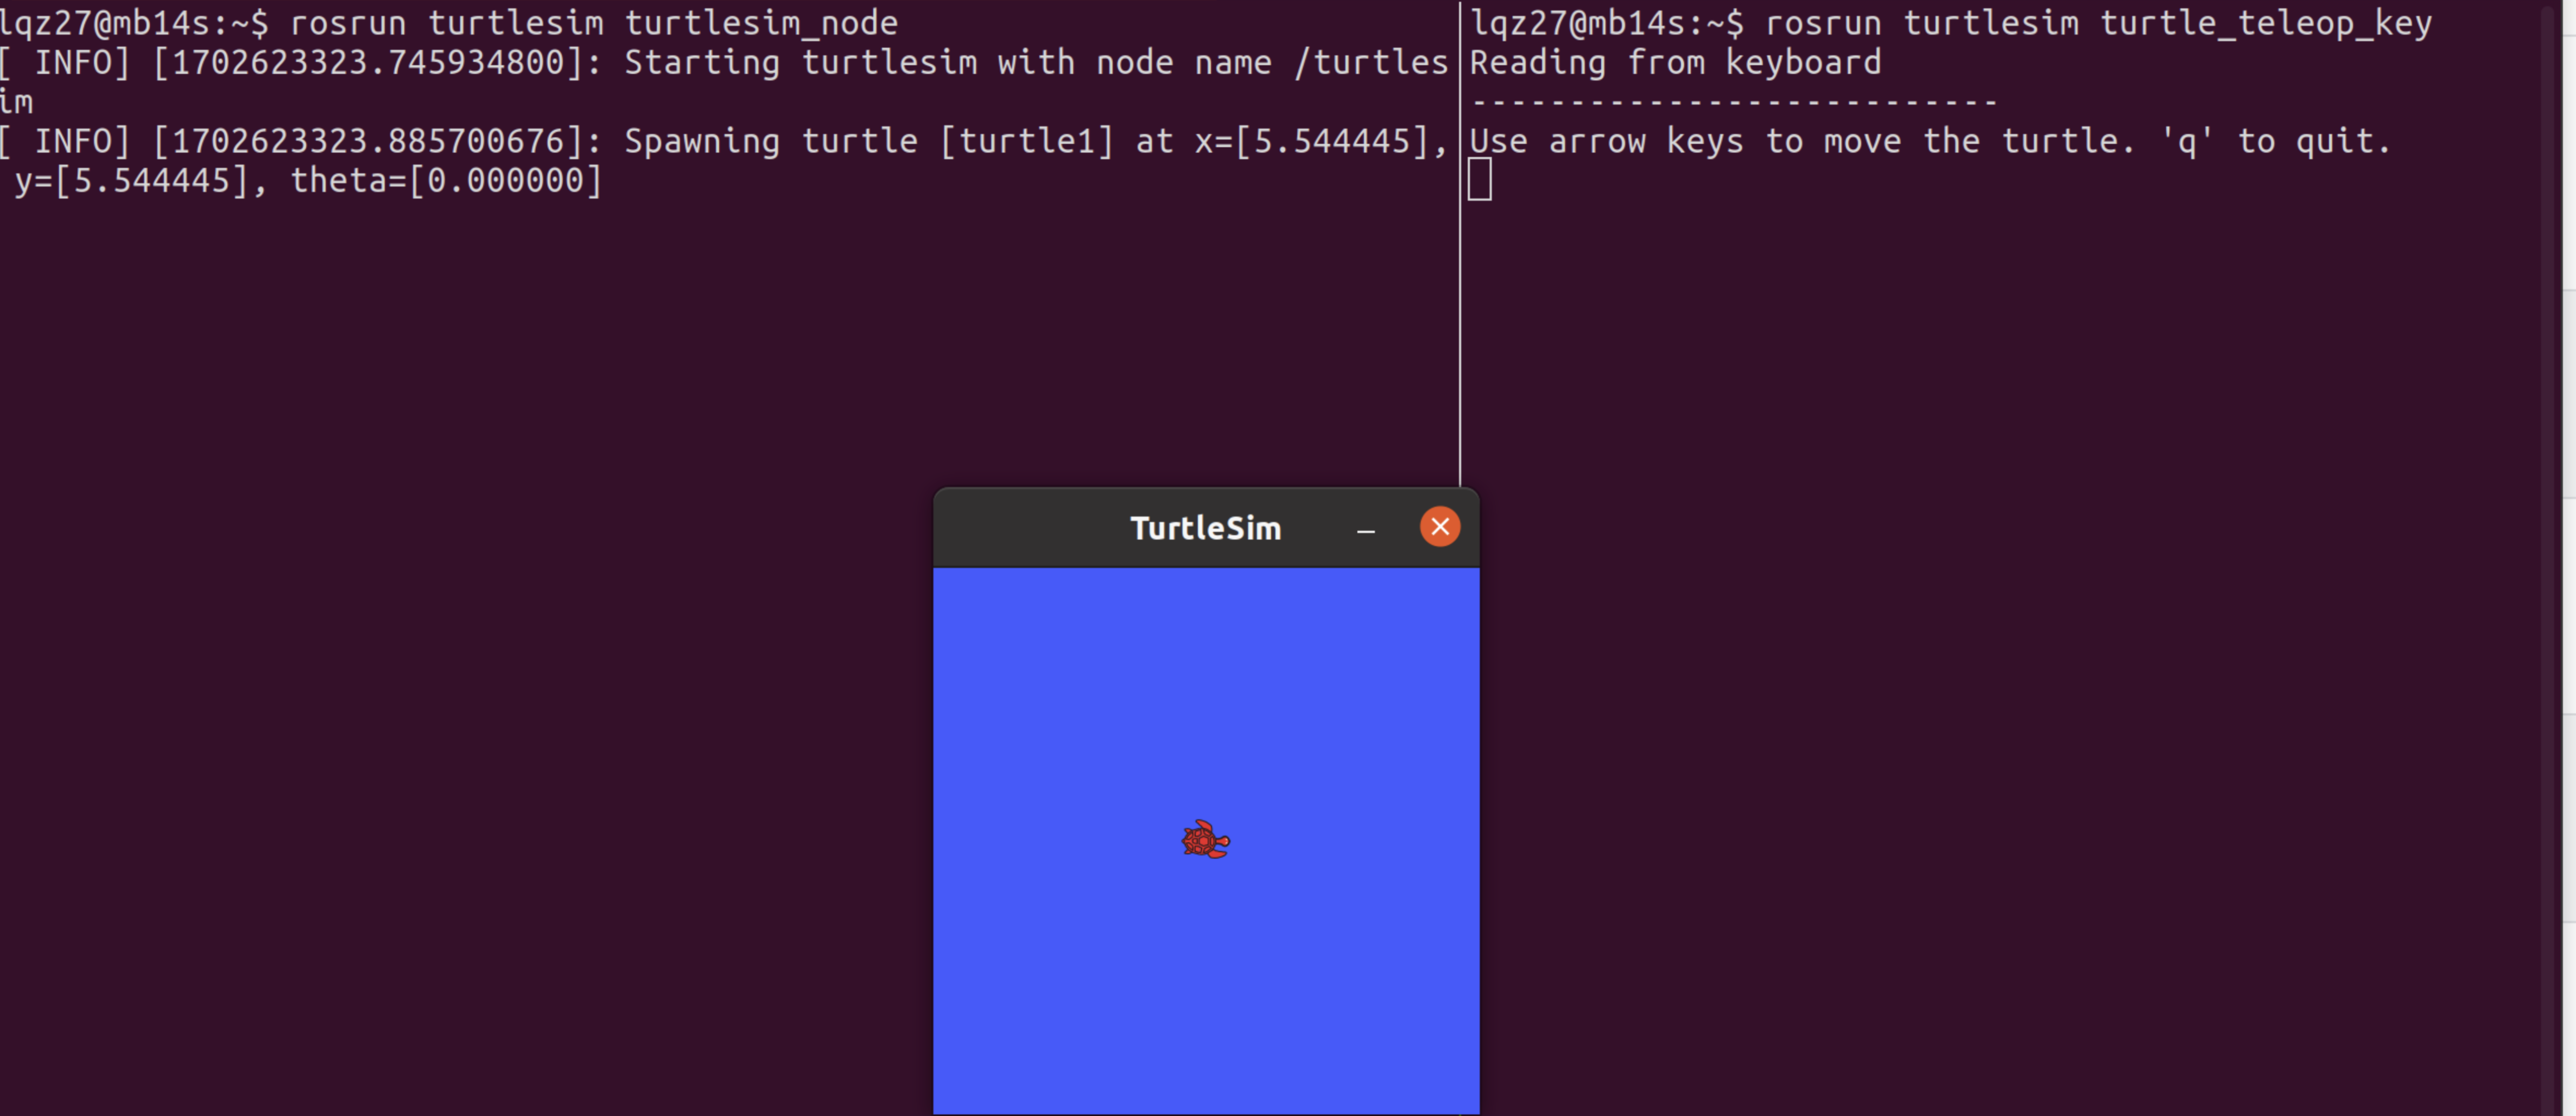 lqz27@mb14s:~$ rosrun turtlesim turtlesim_node
[ INFO] [1702623323.745934800]: Starting turtlesim with node name /turtles
im
[ INFO] [1702623323.885700676]: Spawning turtle [turtle1] at x=[5.544445],
y=[5.544445], theta=[0.000000]
lqz27@mb14s:~$ rosrun turtlesim turtle_teleop_key
Reading from keyboard
---------------------------
Use arrow keys to move the turtle. 'q' to quit.
TurtleSim